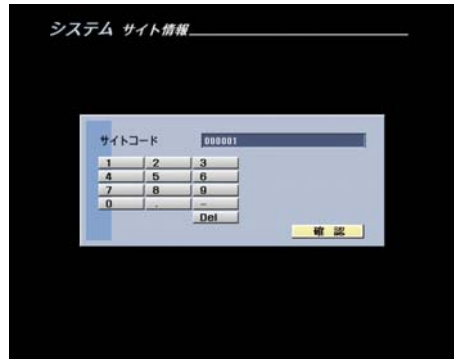 システム サイト情報
サイトコード 000001
1 2 3
4 5 6
7 8 9
0 . −
Del
確 認